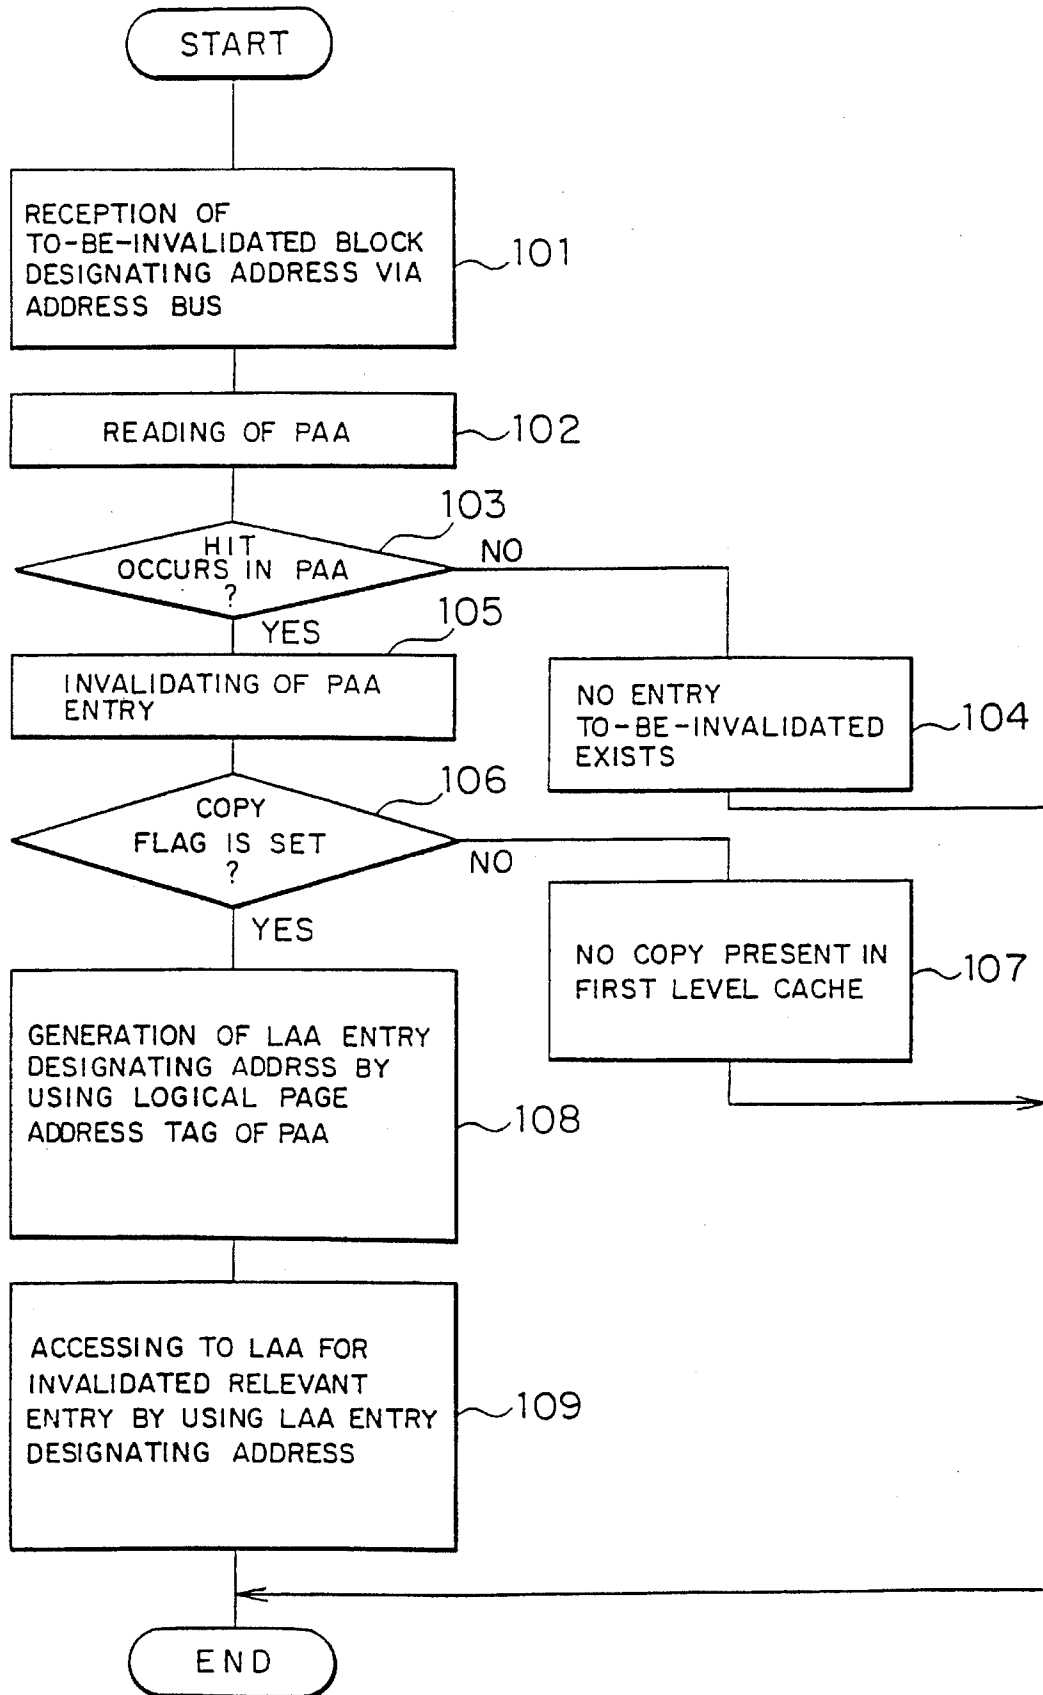 START
RECEPTION OF
TO-BE-INVALIDATED BLOCK
DESIGNATING ADDRESS VIA
ADDRESS BUS
101
READING OF PAA
102
103
HIT
OCCURS IN PAA
?
NO
YES
105
INVALIDATING OF PAA
ENTRY
NO ENTRY
TO-BE-INVALIDATED
EXISTS
104
106
COPY
FLAG IS SET
?
NO
YES
NO COPY PRESENT IN
FIRST LEVEL CACHE
107
GENERATION OF LAA ENTRY
DESIGNATING ADDRSS BY
USING LOGICAL PAGE
ADDRESS TAG OF PAA
108
ACCESSING TO LAA FOR
INVALIDATED RELEVANT
ENTRY BY USING LAA ENTRY
DESIGNATING ADDRESS
109
END